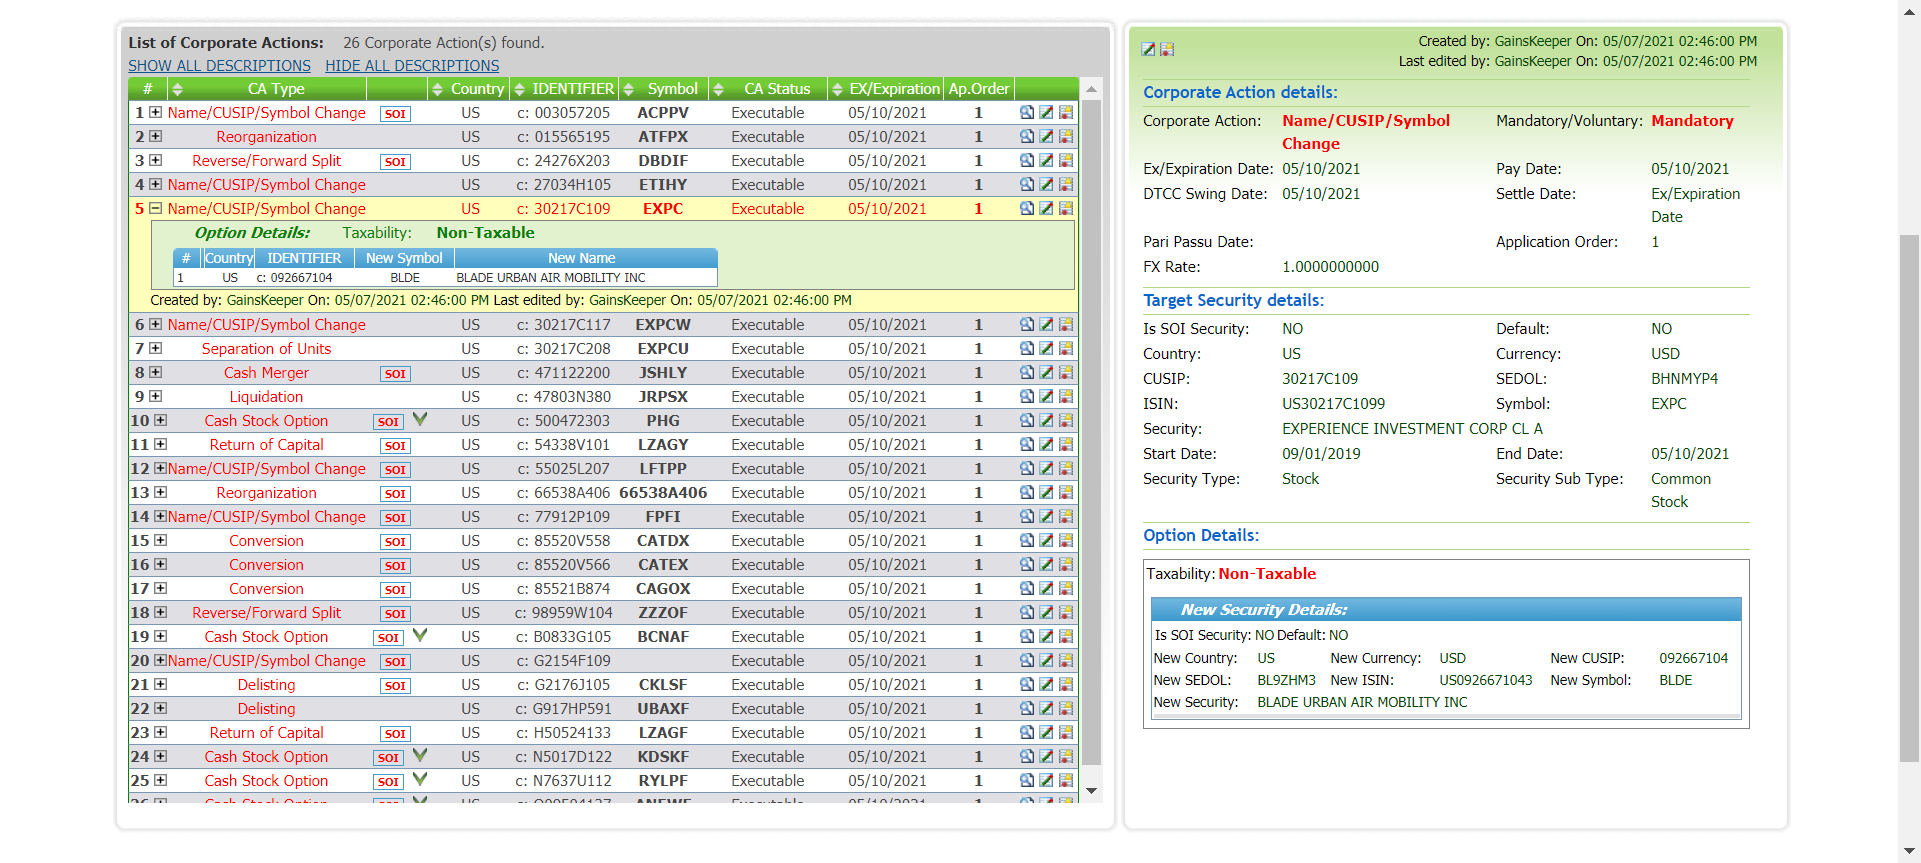 List of Corporate Actions: 26 Corporate Action(s) found.
SHOW ALL DESCRIPTIONS HIDE ALL DESCRIPTIONS
# CA Type Country IDENTIFIER Symbol CA Status EX/Expiration Ap.Order
1 Name/CUSIP/Symbol Change SOI US c: 003057205 ACPPV Executable 05/10/2021 1
2 Reorganization US c: 015565195 ATFPX Executable 05/10/2021 1
3 Reverse/Forward Split SOI US c: 24276X203 DBDIF Executable 05/10/2021 1
4 Name/CUSIP/Symbol Change US c: 27034H105 ETIHY Executable 05/10/2021 1
5 Name/CUSIP/Symbol Change US c: 30217C109 EXPC Executable 05/10/2021 1
Option Details: Taxability: Non-Taxable
# Country IDENTIFIER New Symbol New Name
1 US c: 092667104 BLDE BLADE URBAN AIR MOBILITY INC
Created by: GainsKeeper On: 05/07/2021 02:46:00 PM Last edited by: GainsKeeper On: 05/07/2021 02:46:00 PM
6 Name/CUSIP/Symbol Change US c: 30217C117 EXPCW Executable 05/10/2021 1
7 Separation of Units US c: 30217C208 EXPCU Executable 05/10/2021 1
8 Cash Merger SOI US c: 471122200 JSHLY Executable 05/10/2021 1
9 Liquidation US c: 47803N380 JRPSX Executable 05/10/2021 1
10 Cash Stock Option SOI US c: 500472303 PHG Executable 05/10/2021 1
11 Return of Capital SOI US c: 54338V101 LZAGY Executable 05/10/2021 1
12 Name/CUSIP/Symbol Change SOI US c: 55025L207 LFTPP Executable 05/10/2021 1
13 Reorganization SOI US c: 66538A406 66538A406 Executable 05/10/2021 1
14 Name/CUSIP/Symbol Change SOI US c: 77912P109 FPFI Executable 05/10/2021 1
15 Conversion SOI US c: 85520V558 CATDX Executable 05/10/2021 1
16 Conversion SOI US c: 85520V566 CATEX Executable 05/10/2021 1
17 Conversion SOI US c: 85521B874 CAGOX Executable 05/10/2021 1
18 Reverse/Forward Split SOI US c: 98959W104 ZZZOF Executable 05/10/2021 1
19 Cash Stock Option SOI US c: B0833G105 BCNAF Executable 05/10/2021 1
20 Name/CUSIP/Symbol Change SOI US c: G2154F109 Executable 05/10/2021 1
21 Delisting SOI US c: G2176J105 CKLSF Executable 05/10/2021 1
22 Delisting US c: G917HP591 UBAXF Executable 05/10/2021 1
23 Return of Capital SOI US c: H50524133 LZAGF Executable 05/10/2021 1
24 Cash Stock Option SOI US c: N5017D122 KDSKF Executable 05/10/2021 1
25 Cash Stock Option SOI US c: N7637U112 RYLPF Executable 05/10/2021 1
26 Cash Stock Option SOI US Executable 05/10/2021 1
Created by: GainsKeeper On: 05/07/2021 02:46:00 PM
Last edited by: GainsKeeper On: 05/07/2021 02:46:00 PM
Corporate Action details:
Corporate Action: Name/CUSIP/Symbol Mandatory/Voluntary: Mandatory
Change
Ex/Expiration Date: 05/10/2021 Pay Date: 05/10/2021
DTCC Swing Date: 05/10/2021 Settle Date: Ex/Expiration
Date
Pari Passu Date: Application Order: 1
FX Rate: 1.0000000000
Target Security details:
Is SOI Security: NO Default: NO
Country: US Currency: USD
CUSIP: 30217C109 SEDOL: BHNMYP4
ISIN: US30217C1099 Symbol: EXPC
Security: EXPERIENCE INVESTMENT CORP CL A
Start Date: 09/01/2019 End Date: 05/10/2021
Security Type: Stock Security Sub Type: Common
Stock
Option Details:
Taxability: Non-Taxable
New Security Details:
Is SOI Security: NO Default: NO
New Country: US New Currency: USD New CUSIP: 092667104
New SEDOL: BL9ZHM3 New ISIN: US0926671043 New Symbol: BLDE
New Security: BLADE URBAN AIR MOBILITY INC